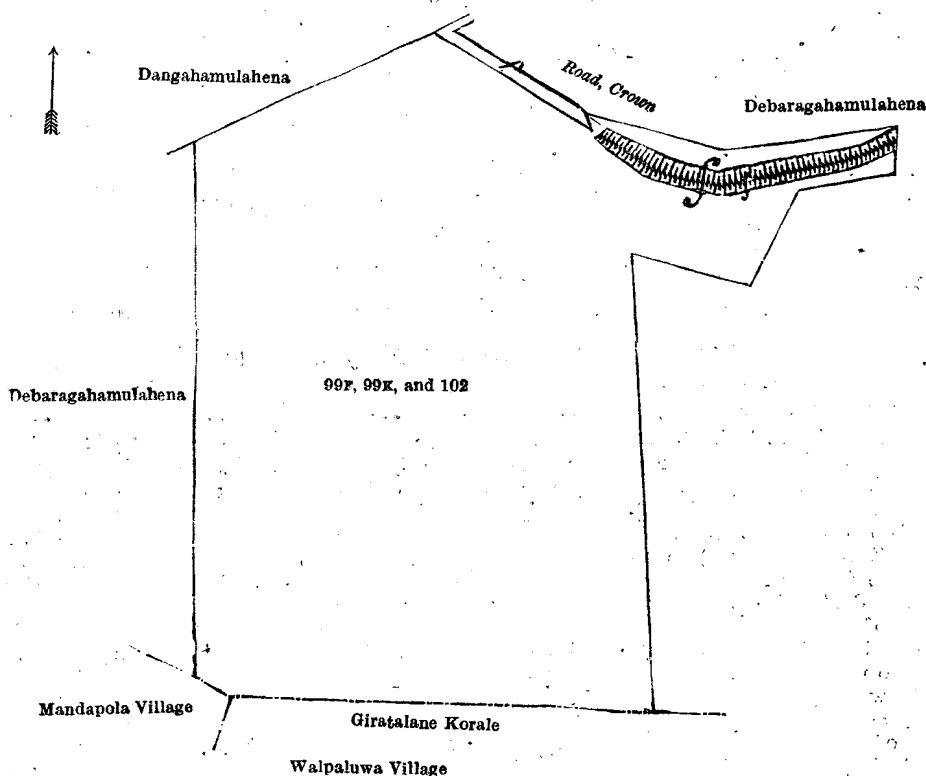 Dangahamulahena
Road, Crown
Debaragahamulahena
Debaragahamulahena
99F, 99K, and 102
Mandapola Village
Giratalane Korale
Walpaluwa Village